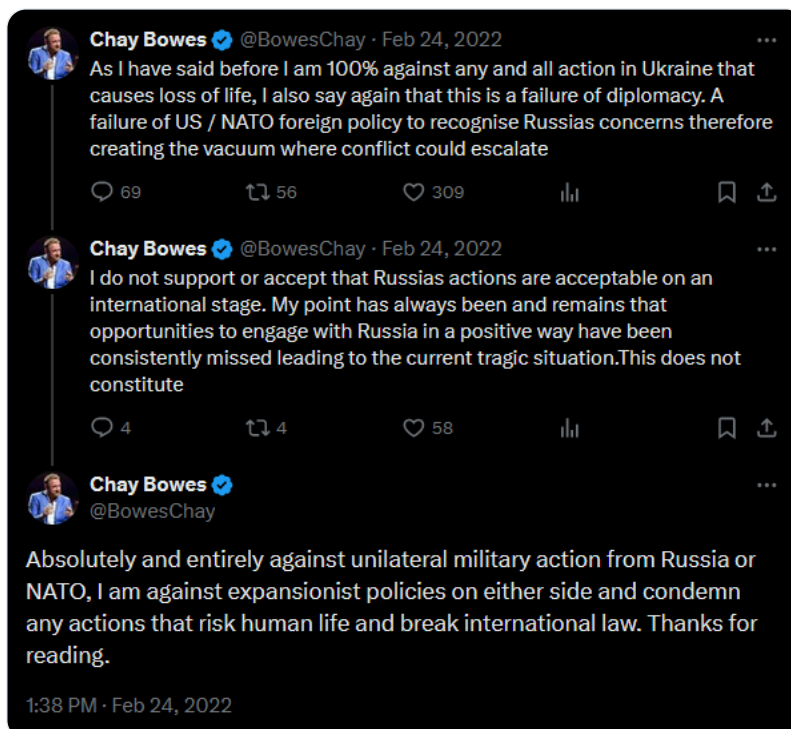 Chay Bowes @BowesChay · Feb 24, 2022
As I have said before I am 100% against any and all action in Ukraine that
causes loss of life, I also say again that this is a failure of diplomacy. A
failure of US / NATO foreign policy to recognise Russias concerns therefore
creating the vacuum where conflict could escalate
69 56 309
Chay Bowes @BowesChay · Feb 24, 2022
I do not support or accept that Russias actions are acceptable on an
international stage. My point has always been and remains that
opportunities to engage with Russia in a positive way have been
consistently missed leading to the current tragic situation.This does not
constitute
4 4 58
Chay Bowes
@BowesChay
Absolutely and entirely against unilateral military action from Russia or
NATO, I am against expansionist policies on either side and condemn
any actions that risk human life and break international law. Thanks for
reading.
1:38 PM · Feb 24, 2022